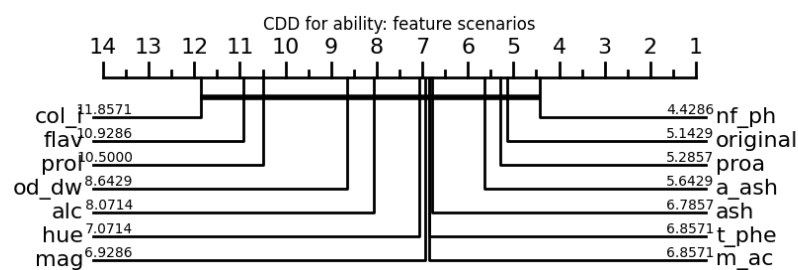 CDD for ability: feature scenarios
14 13 12 11 10 9 8 7 6 5 4 3 2 1
col_i 11.8571 4.4286 nf_ph
flav 10.9286 5.1429 original
prol 10.5000 5.2857 proa
od_dw 8.6429 5.6429 a_ash
alc 8.0714 6.7857 ash
hue 7.0714 6.8571 t_phe
mag 6.9286 6.8571 m_ac